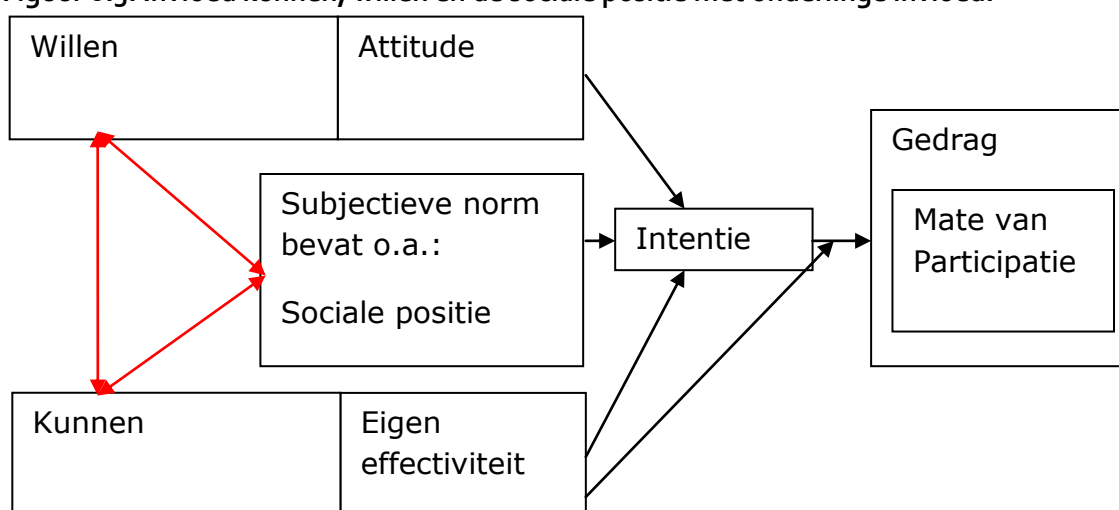 Willen
Attitude
Subjectieve norm
bevat o.a.:
Sociale positie
Intentie
Gedrag
Mate van
Participatie
Kunnen
Eigen
effectiviteit